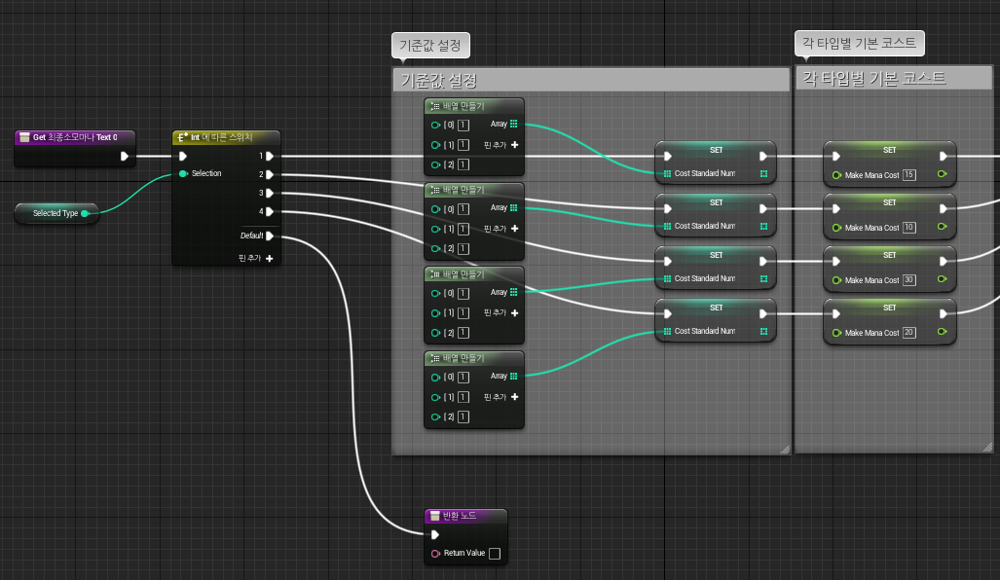 기준값 설정
각 타입별 기본 코스트
기준값 설정
각 타입별 기본 코스트
Get 최종소모마나 Text 0
Selected Type
Int 에 따른 스위치
Selection
1
2
3
4
Default
핀 추가
배열 만들기
[0] 1
Array
[1] 1
핀 추가
[2] 1
배열 만들기
[0] 1
Array
[1] 1
핀 추가
[2] 1
배열 만들기
[0] 1
Array
[1] 1
핀 추가
[2] 1
배열 만들기
[0] 1
Array
[1] 1
핀 추가
[2] 1
SET
Cost Standard Num
SET
Cost Standard Num
SET
Cost Standard Num
SET
Cost Standard Num
SET
Make Mana Cost 15
SET
Make Mana Cost 10
SET
Make Mana Cost 30
SET
Make Mana Cost 20
반환 노드
Return Value